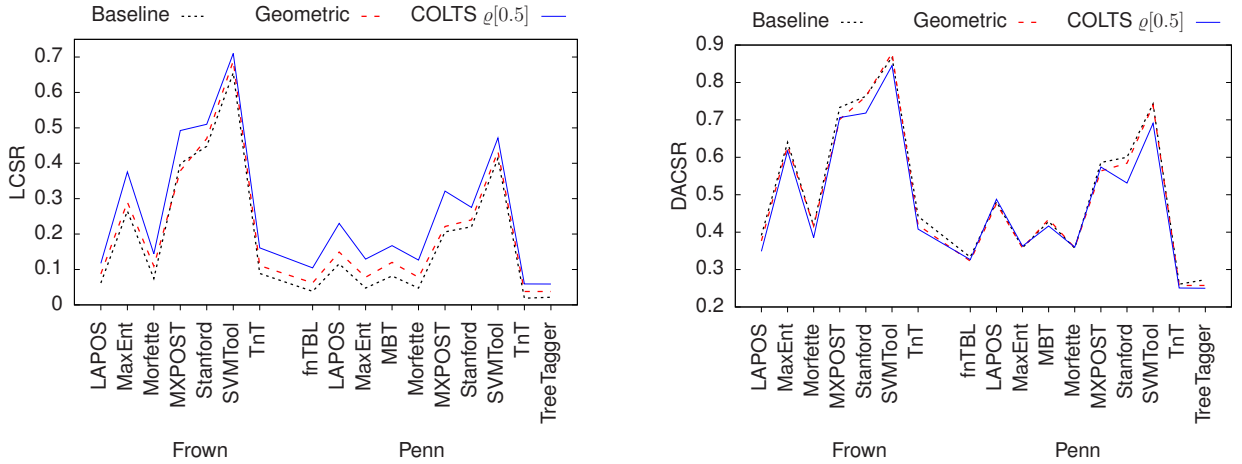 Baseline Geometric COLTS ϱ[0.5]
0.7
0.6
0.5
0.4
0.3
0.2
0.1
0
LCSR
LAPOS
MaxEnt
Morfette
MXPOST
Stanford
SVMTool
TnT
fnTBL
LAPOS
MaxEnt
MBT
Morfette
MXPOST
Stanford
SVMTool
TnT
TreeTagger
Frown Penn
Baseline Geometric COLTS ϱ[0.5]
0.9
0.8
0.7
0.6
0.5
0.4
0.3
0.2
DACSR
LAPOS
MaxEnt
Morfette
MXPOST
Stanford
SVMTool
TnT
fnTBL
LAPOS
MaxEnt
MBT
Morfette
MXPOST
Stanford
SVMTool
TnT
TreeTagger
Frown Penn